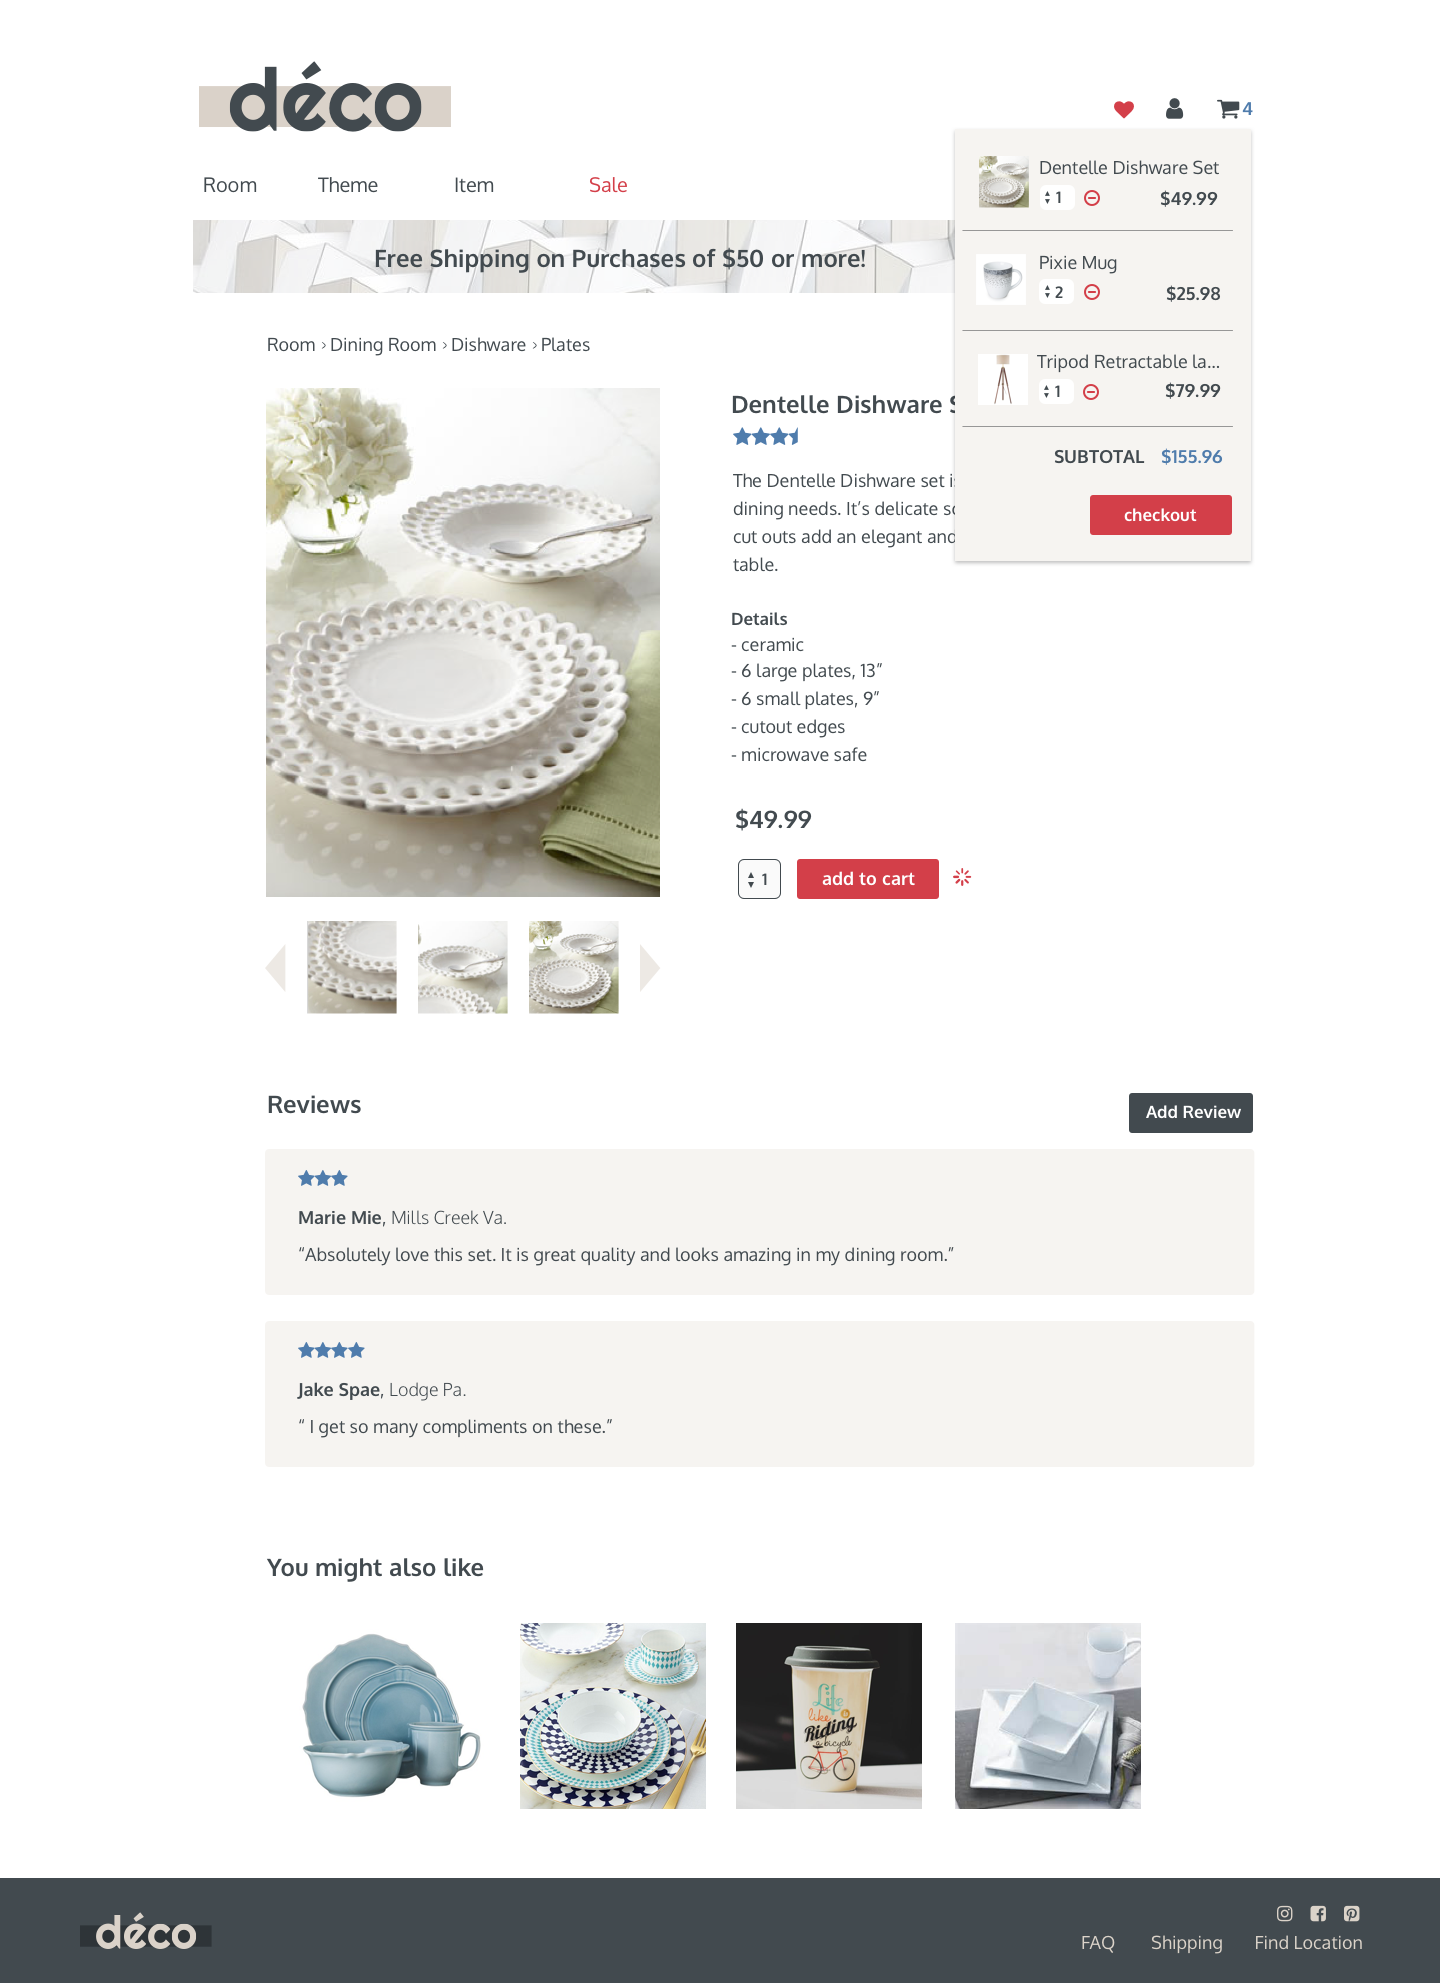 déco
4
Room Theme Item Sale
Free Shipping on Purchases of $50 or more!
Dentelle Dishware Set
1 $49.99
Pixie Mug
2 $25.98
Tripod Retractable la...
1 $79.99
SUBTOTAL $155.96
checkout
Room › Dining Room › Dishware › Plates
Dentelle Dishware
The Dentelle Dishware set
dining needs. It’s delicate
cut outs add an elegant and
table.
Details
- ceramic
- 6 large plates, 13”
- 6 small plates, 9”
- cutout edges
- microwave safe
$49.99
1 add to cart
Reviews
Add Review
Marie Mie, Mills Creek Va.
“Absolutely love this set. It is great quality and looks amazing in my dining room.”
Jake Spae, Lodge Pa.
“ I get so many compliments on these.”
You might also like
Life
like
Riding
a bicycle
déco
FAQ Shipping Find Location